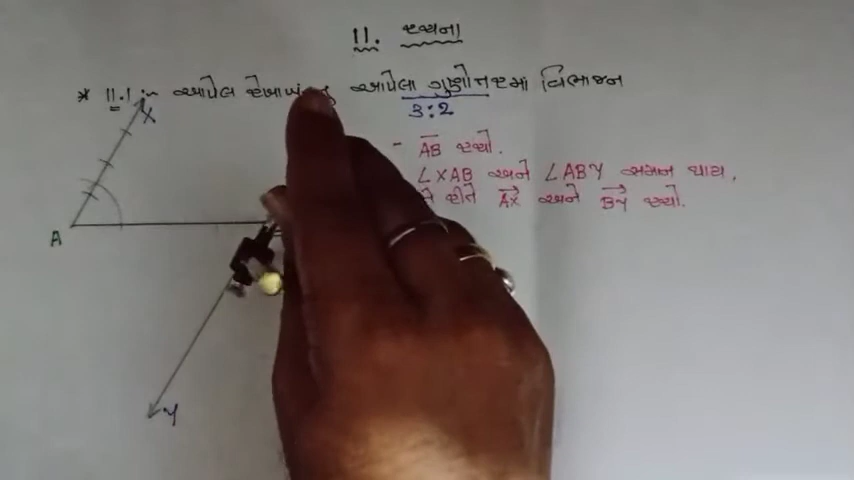 11. રચના
* 11.1 :- આપેલ આપેલા ગુણોત્તરમાં વિભાજન
3:2
- AB રચો.
∠XAB અને ∠ABY સમાન થાય,
રીતે AX અને BY રચો.
X
A
Y